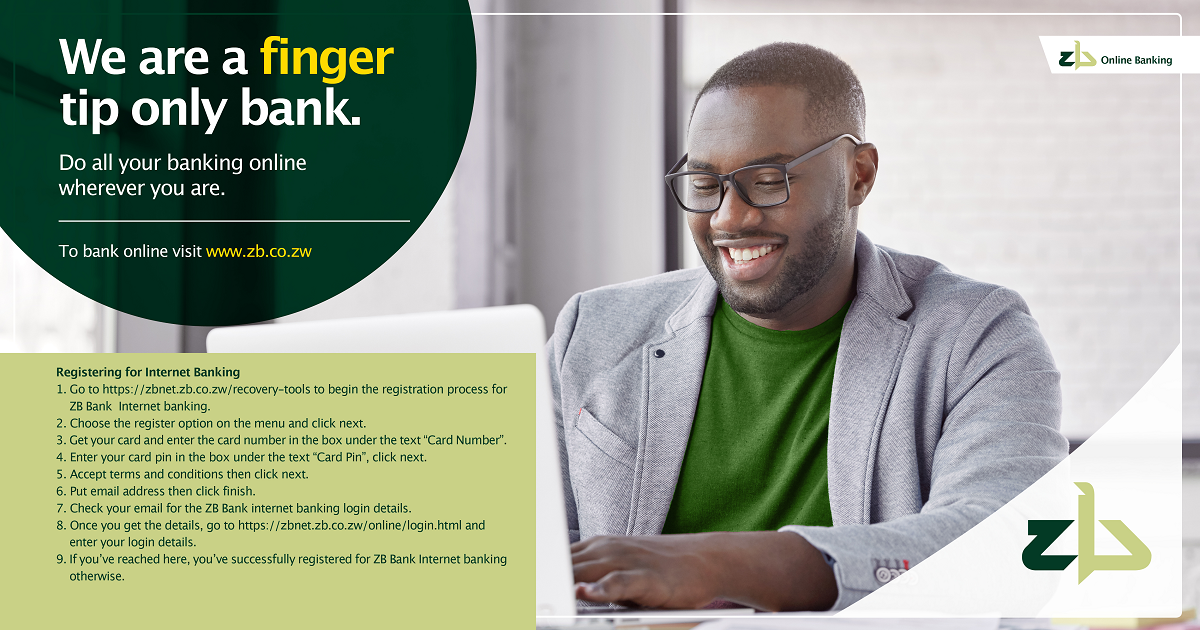 We are a finger
tip only bank.
Do all your banking online
wherever you are.
To bank online visit www.zb.co.zw
zb Online Banking
Registering for Internet Banking
1. Go to https://zbnet.zb.co.zw/recovery-tools to begin the registration process for
ZB Bank  Internet banking.
2. Choose the register option on the menu and click next.
3. Get your card and enter the card number in the box under the text “Card Number”.
4. Enter your card pin in the box under the text “Card Pin”, click next.
5. Accept terms and conditions then click next.
6. Put email address then click finish.
7. Check your email for the ZB Bank internet banking login details.
8. Once you get the details, go to https://zbnet.zb.co.zw/online/login.html and
enter your login details.
9. If you’ve reached here, you’ve successfully registered for ZB Bank Internet banking
otherwise.
zb